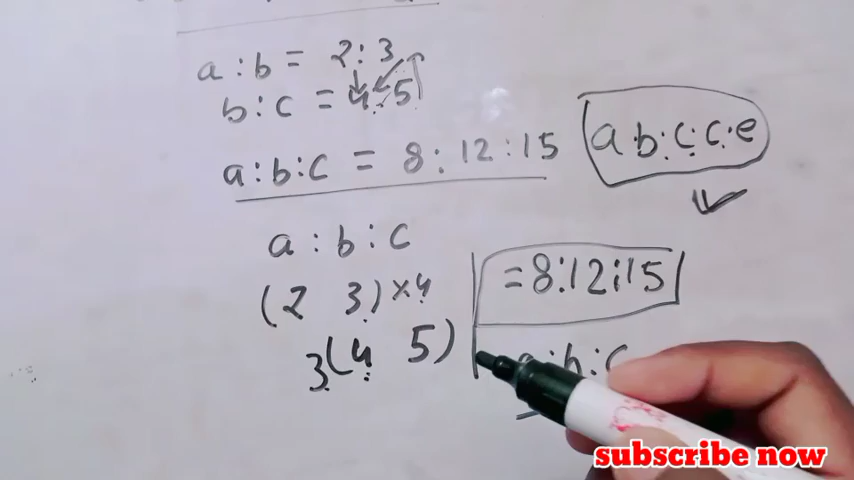 a : b = 2 : 3
b : c = 4 : 5
a : b : c = 8 : 12 : 15
a b : c : c . e
a : b : c
(2 3) × 4
3(4 5)
= 8 : 12 : 15
a : b : c
subscribe now